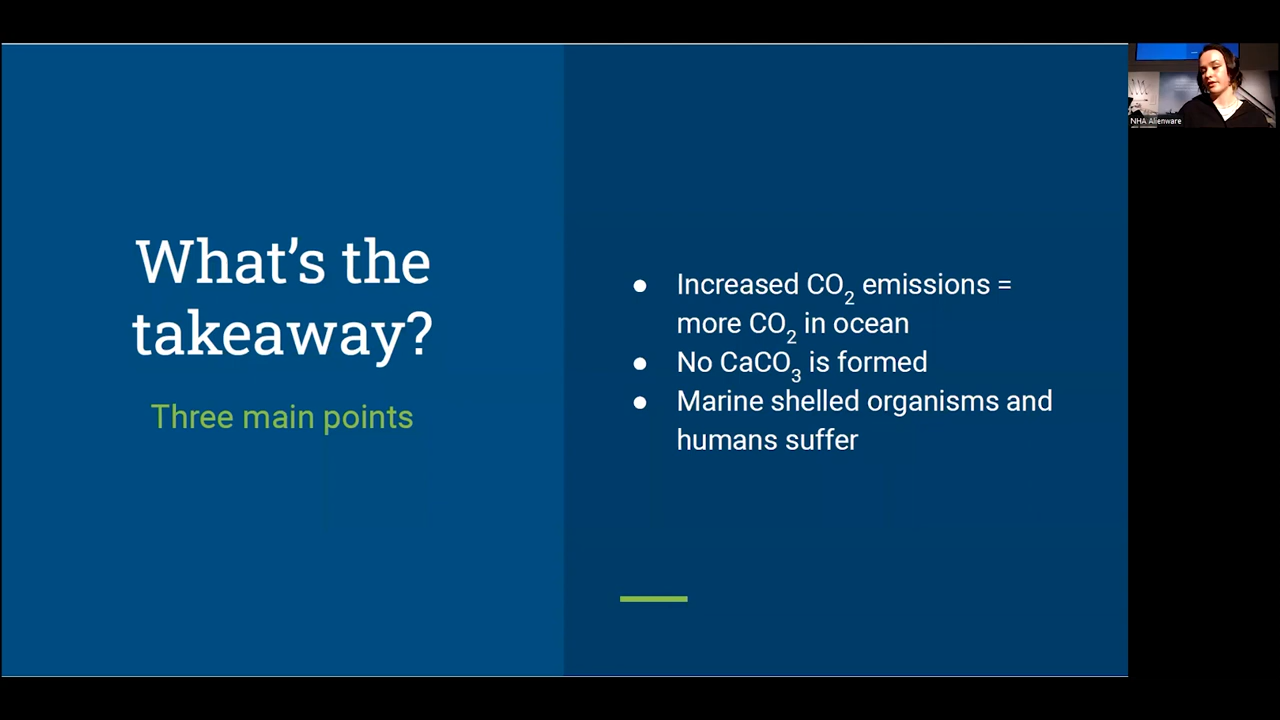 What's the
takeaway?
Three main points
● Increased CO₂ emissions =
more CO₂ in ocean
● No CaCO₃ is formed
● Marine shelled organisms and
humans suffer
NHA Alienware